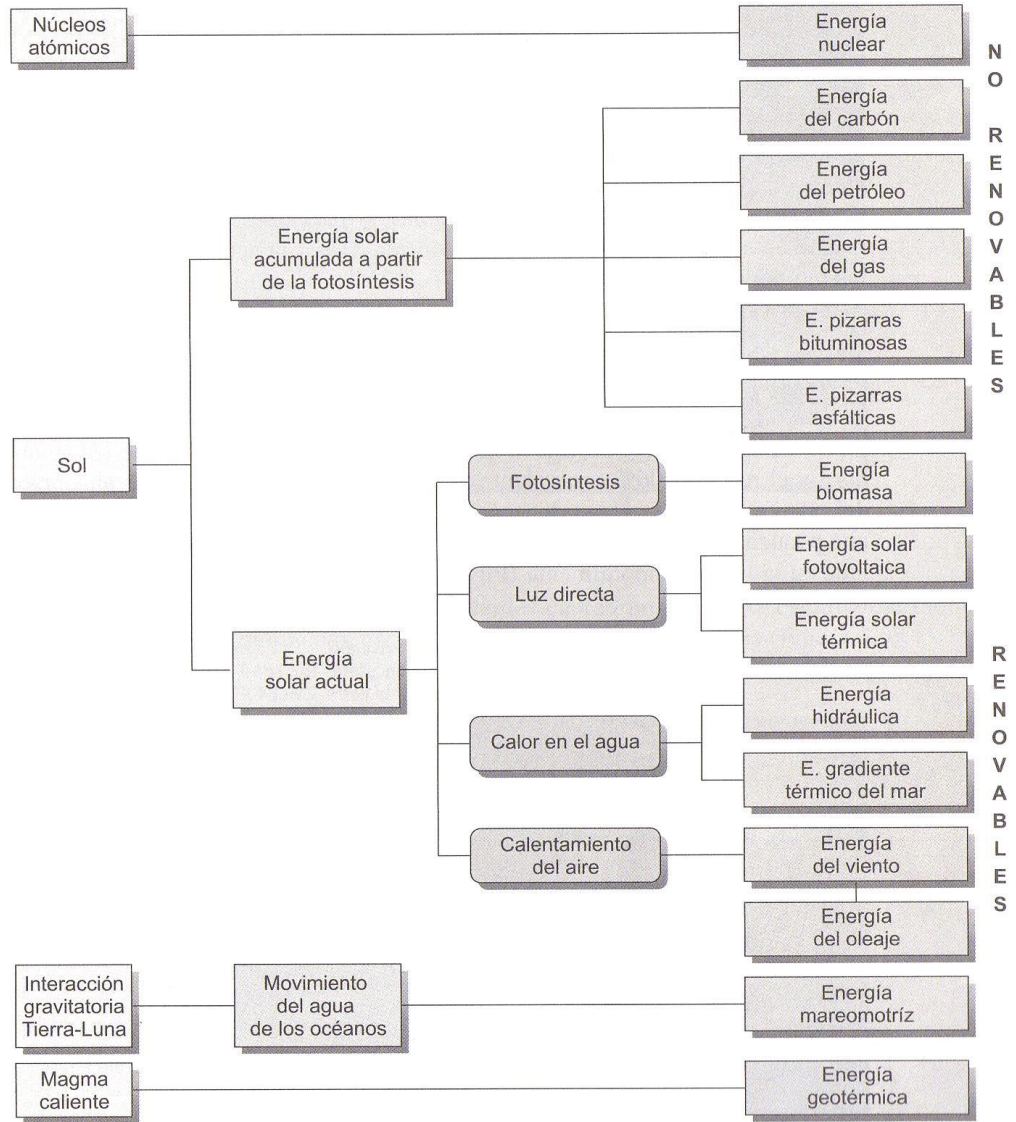 Núcleos
atómicos
Energía
nuclear
NO RENOVABLES
Energía
del carbón
Energía
del petróleo
Energía solar
acumulada a partir
de la fotosíntesis
Energía
del gas
E. pizarras
bituminosas
E. pizarras
asfálticas
Sol
Fotosíntesis
Energía
biomasa
Luz directa
Energía solar
fotovoltaica
Energía solar
térmica
Energía
solar actual
RENOVABLES
Calor en el agua
Energía
hidráulica
E. gradiente
térmico del mar
Calentamiento
del aire
Energía
del viento
Energía
del oleaje
Interacción
gravitatoria
Tierra-Luna
Movimiento
del agua
de los océanos
Energía
mareomotríz
Magma
caliente
Energía
geotérmica